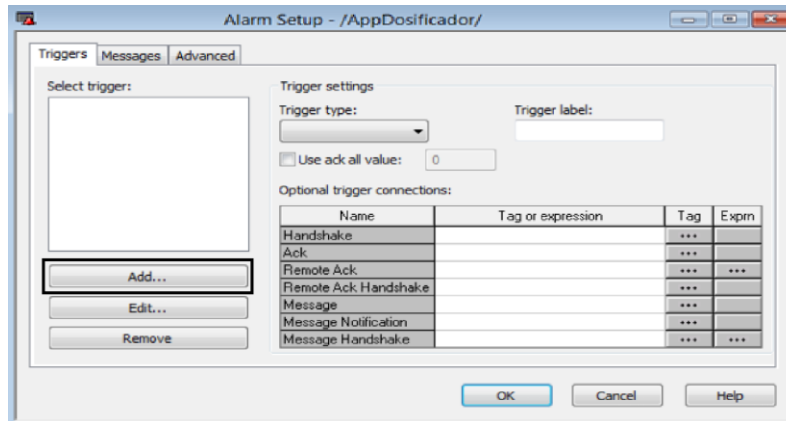 Alarm Setup - /AppDosificador/
Triggers Messages Advanced
Select trigger:
Add...
Edit...
Remove
Trigger settings
Trigger type:
Trigger label:
Use ack all value: 0
Optional trigger connections:
Name Tag or expression Tag Exprn
Handshake ...
Ack ...
Remote Ack ... ...
Remote Ack Handshake ...
Message ...
Message Notification ...
Message Handshake ... ...
OK Cancel Help